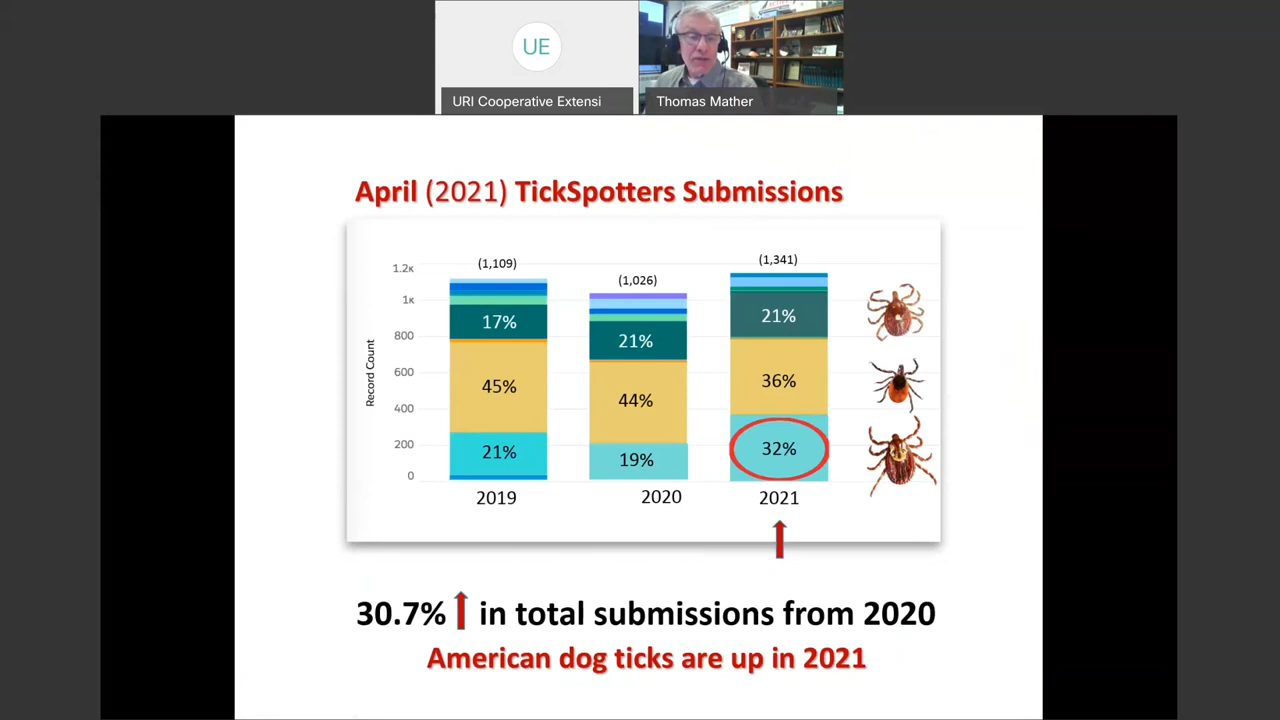 UE
URI Cooperative Extensi
Thomas Mather
April (2021) TickSpotters Submissions
(1,109)
(1,026)
(1,341)
1.2K
1K
800
600
400
200
0
Record Count
17%
45%
21%
21%
44%
19%
21%
36%
32%
2019
2020
2021
30.7% in total submissions from 2020
American dog ticks are up in 2021